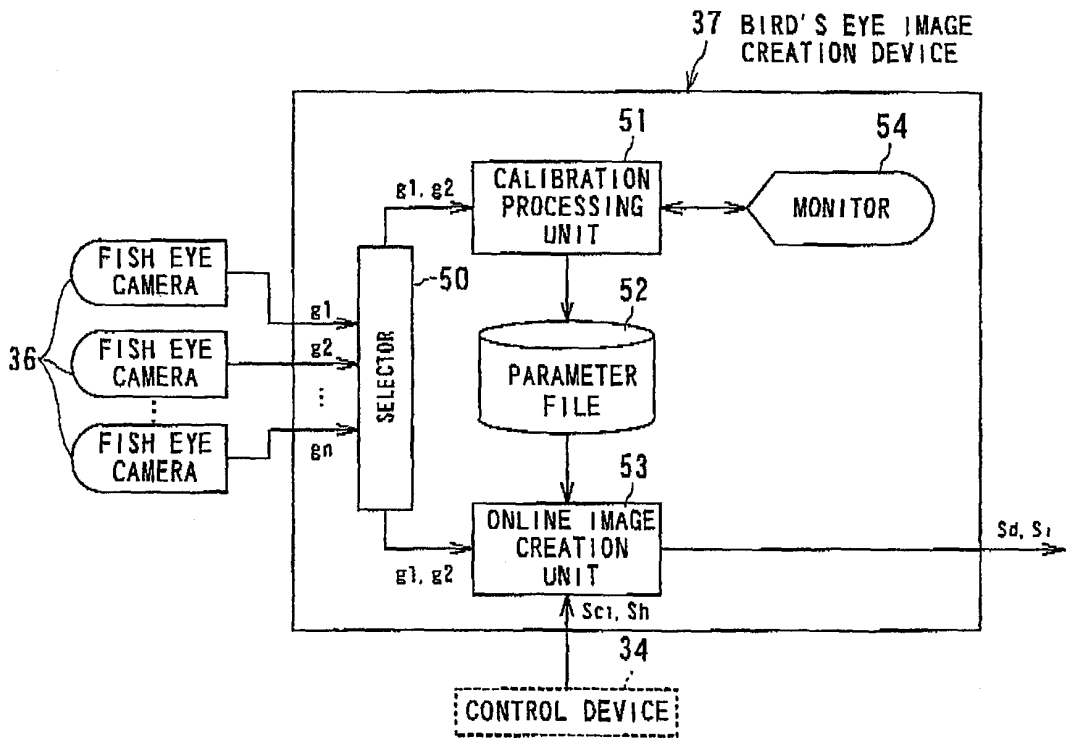 37 BIRD'S EYE IMAGE
CREATION DEVICE
51
54
g1, g2
CALIBRATION
PROCESSING
UNIT
MONITOR
FISH EYE
CAMERA
50
g1
52
36
FISH EYE
CAMERA
g2
SELECTOR
PARAMETER
FILE
FISH EYE
CAMERA
gn
53
ONLINE IMAGE
CREATION
UNIT
Sd, Si
g1, g2
Sci, Sh
34
CONTROL DEVICE